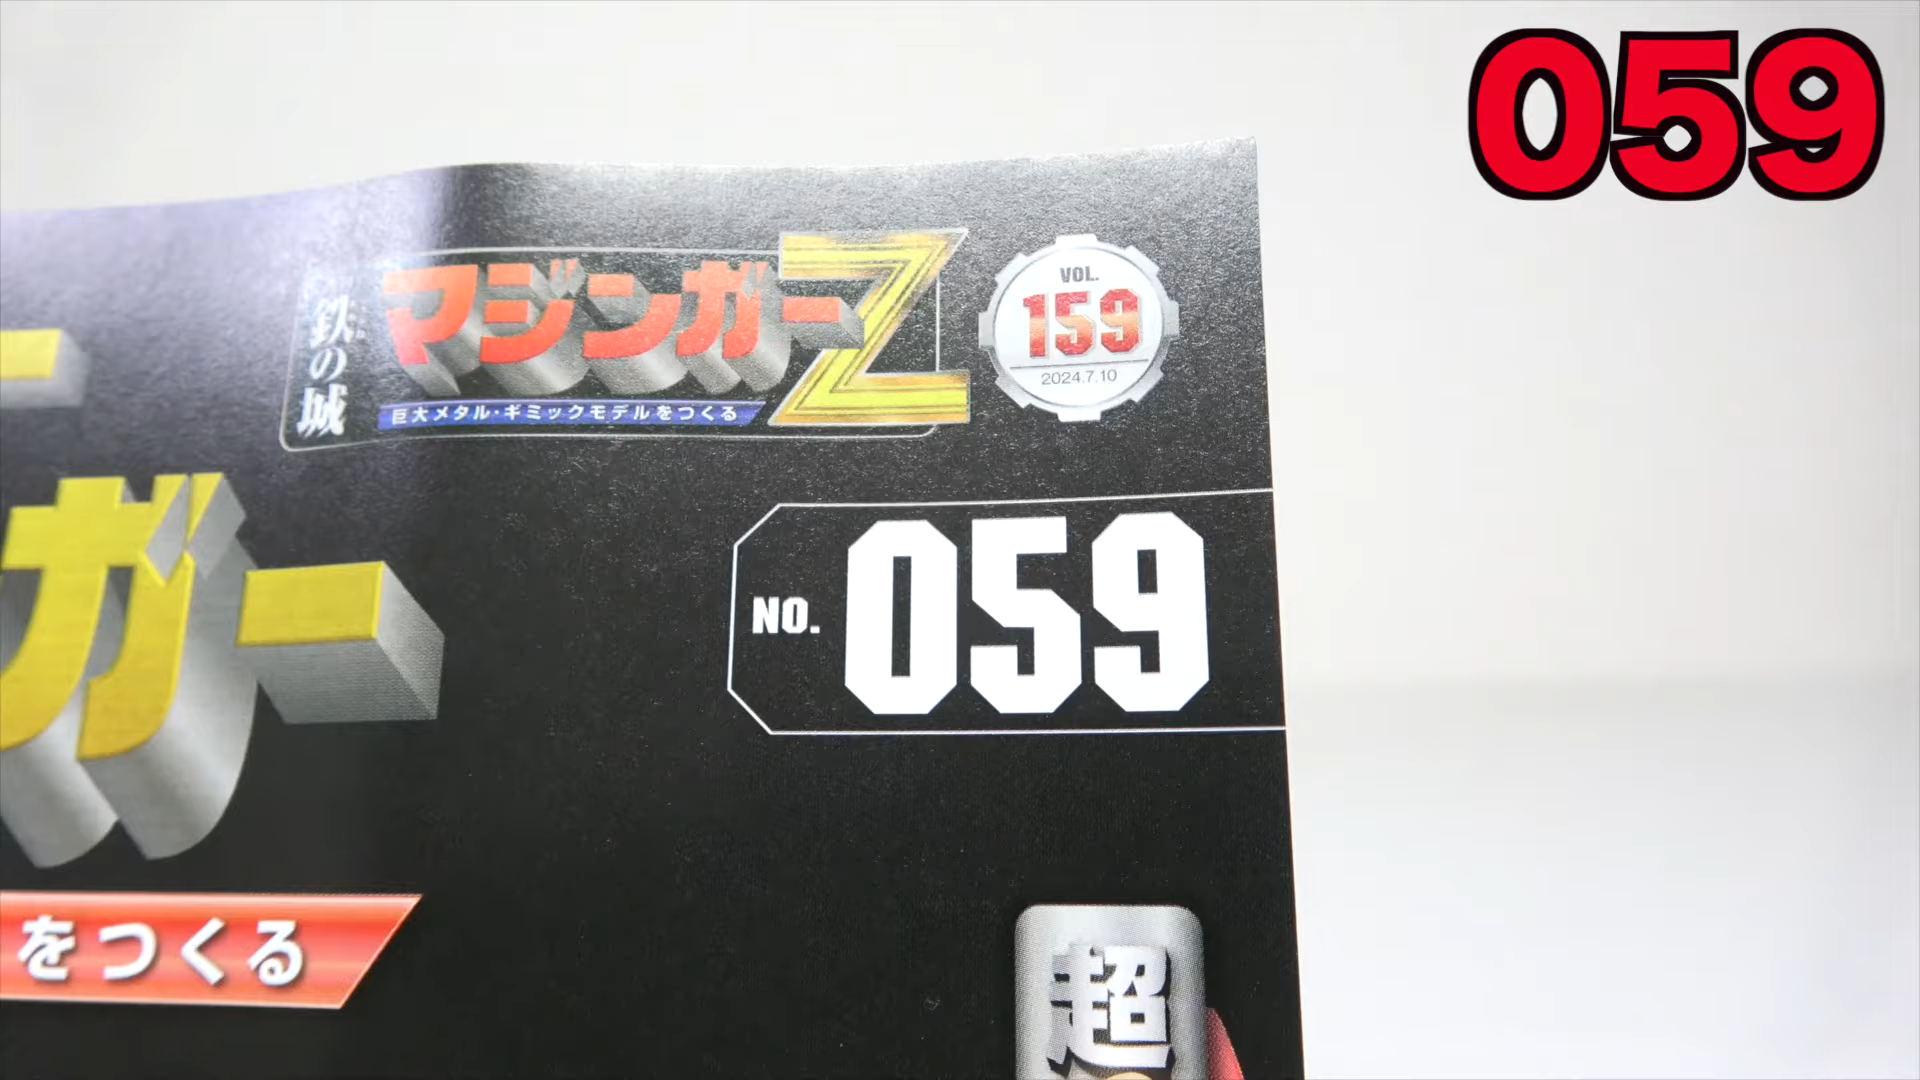 059
鉄の城
マジンガーZ
巨大メタル・ギミックモデルをつくる
VOL.
159
2024.7.10
ガー
NO. 059
をつくる
超